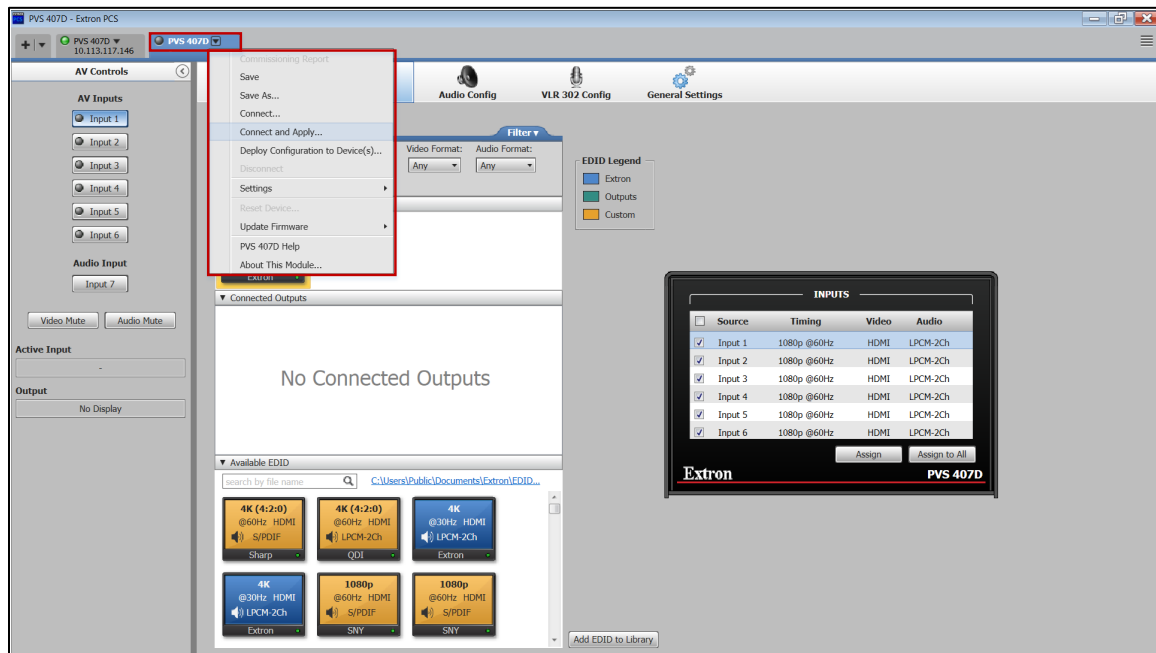 PVS 407D - Extron PCS
PVS 407D
10.113.117.146
PVS 407D
AV Controls
AV Inputs
Input 1
Input 2
Input 3
Input 4
Input 5
Input 6
Audio Input
Input 7
Video Mute
Audio Mute
Active Input
-
Output
No Display
Commissioning Report
Save
Save As...
Connect...
Connect and Apply...
Deploy Configuration to Device(s)...
Disconnect
Settings
Reset Device...
Update Firmware
PVS 407D Help
About This Module...
Audio Config
VLR 302 Config
General Settings
Filter
Video Format: Audio Format:
Any Any
Extron
Connected Outputs
No Connected Outputs
Available EDID
search by file name
C:\Users\Public\Documents\Extron\EDID...
4K (4:2:0)
@60Hz HDMI
S/PDIF
Sharp
4K (4:2:0)
@60Hz HDMI
LPCM-2Ch
QDI
4K
@30Hz HDMI
LPCM-2Ch
Extron
4K
@30Hz HDMI
LPCM-2Ch
Extron
1080p
@60Hz HDMI
S/PDIF
SNY
1080p
@60Hz HDMI
S/PDIF
SNY
Add EDID to Library
EDID Legend
Extron
Outputs
Custom
INPUTS
Source Timing Video Audio
Input 1 1080p @60Hz HDMI LPCM-2Ch
Input 2 1080p @60Hz HDMI LPCM-2Ch
Input 3 1080p @60Hz HDMI LPCM-2Ch
Input 4 1080p @60Hz HDMI LPCM-2Ch
Input 5 1080p @60Hz HDMI LPCM-2Ch
Input 6 1080p @60Hz HDMI LPCM-2Ch
Assign Assign to All
Extron PVS 407D